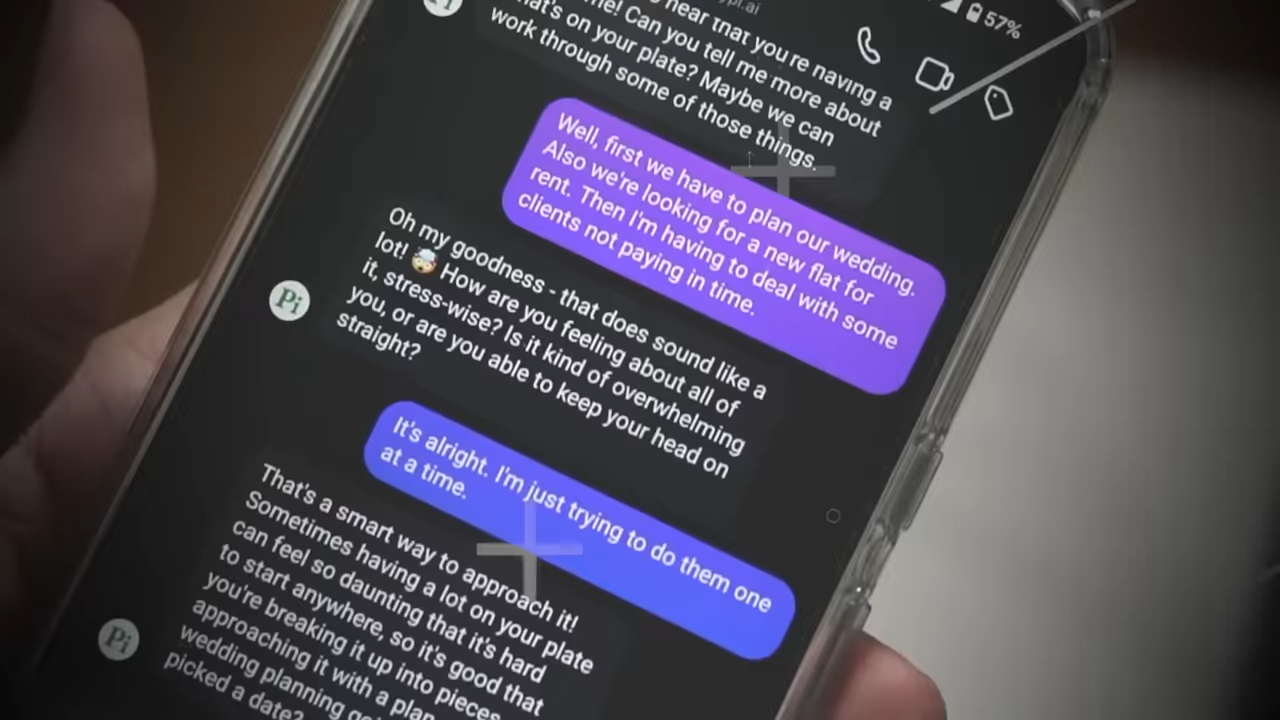 pi.ai
57%
hear that you're having a
me! Can you tell me more about
what's on your plate? Maybe we can
work through some of those things.
Well, first we have to plan our wedding.
Also we're looking for a new flat for
rent. Then I'm having to deal with some
clients not paying in time.
Oh my goodness - that does sound like a
lot! 🤯 How are you feeling about all of
it, stress-wise? Is it kind of overwhelming
you, or are you able to keep your head on
straight?
Pi
It's alright. I'm just trying to do them one
at a time.
That's a smart way to approach it!
Sometimes having a lot on your plate
can feel so daunting that it's hard
to start anywhere, so it's good that
you're breaking it up into pieces
approaching it with a plan
wedding planning
picked a date?
Pi